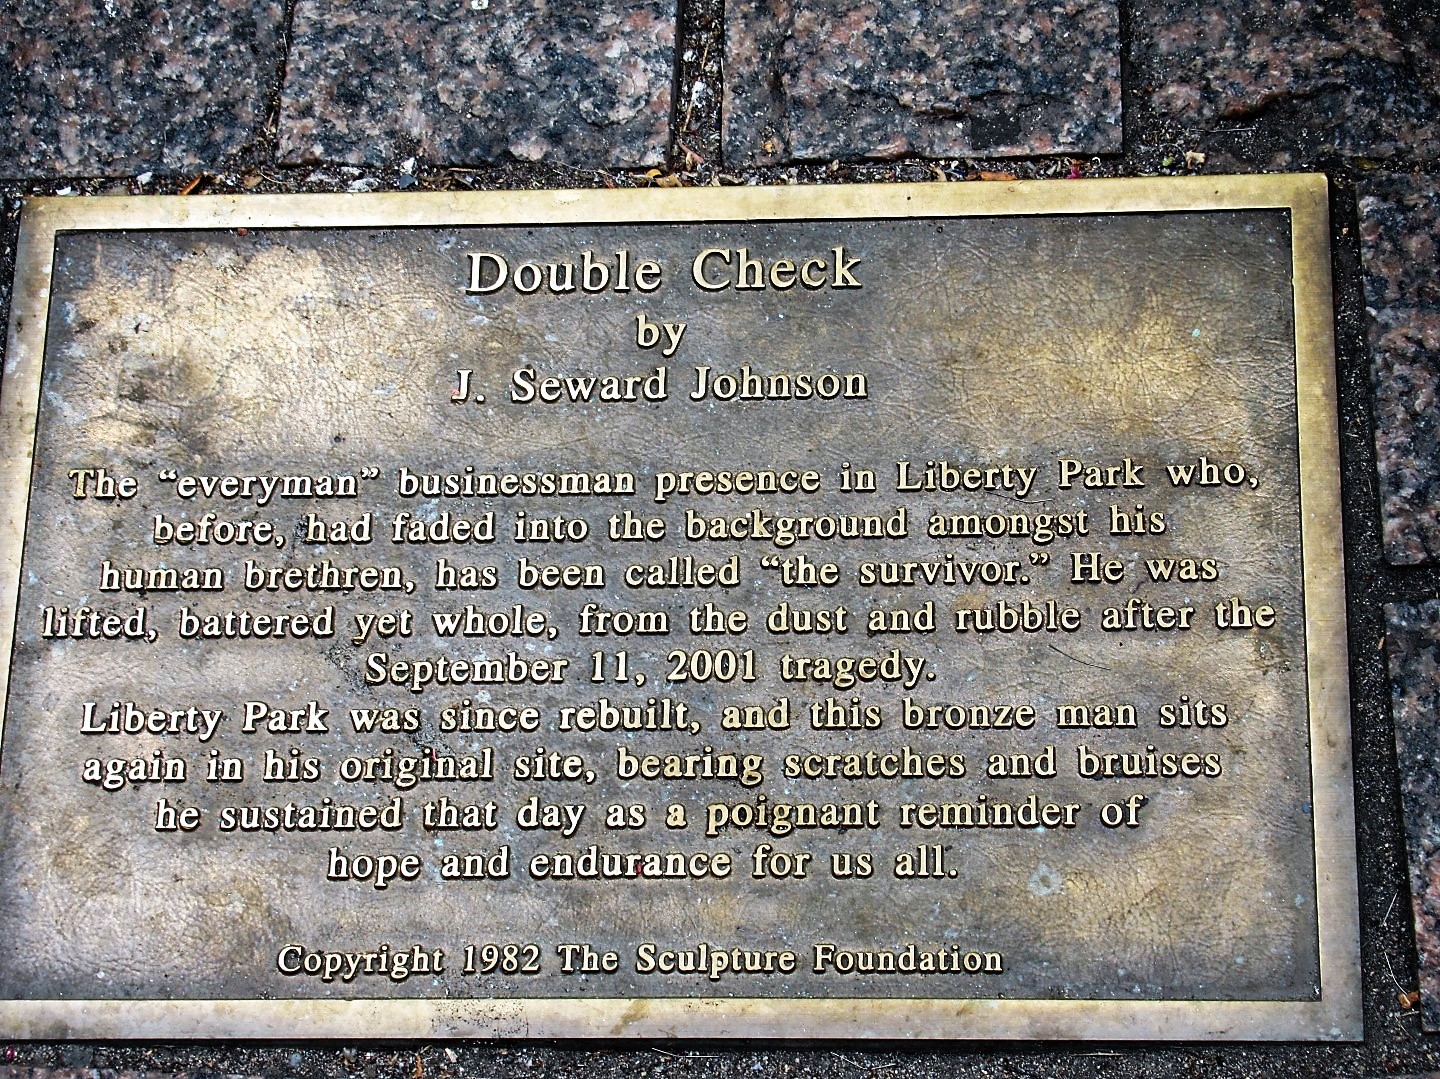 Double Check
by
J. Seward Johnson
The “everyman” businessman presence in Liberty Park who,
before, had faded into the background amongst his
human brethren, has been called “the survivor.” He was
lifted, battered yet whole, from the dust and rubble after the
September 11, 2001 tragedy.
Liberty Park was since rebuilt, and this bronze man sits
again in his original site, bearing scratches and bruises
he sustained that day as a poignant reminder of
hope and endurance for us all.
Copyright 1982 The Sculpture Foundation